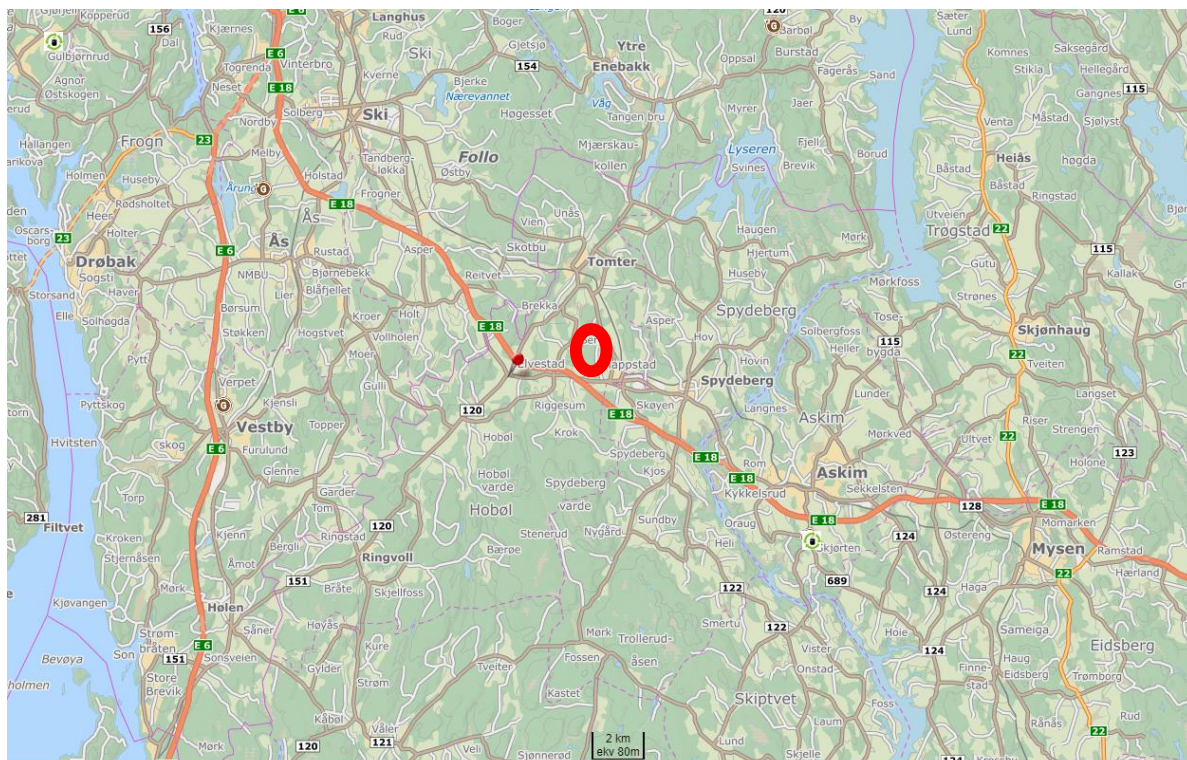 Gjøfjell
Kopperud
156
Dal
Kjærnes
Langhus
Rud
Ski
Boger
Gjetsjø
Ytre
Enebakk
120
Barbøl
Burstad
By
Sæter
Lund
Komnes
Saksegård
Hellegård
Gulbjørnrud
Togrenda
E 6
Vinterbro
Kverne
154
Oppsal
Fagerås
Sand
Stikla
Gangnes
115
Agnor
Østskogen
Neset
E 18
Bjerke
Nærevannet
Våg
Myrer
Jaer
Måstad
Sjølyst
Solberg
Nordby
Ski
Høgesset
Tangen bru
Venta
Frogn
23
Melby
Tandberg-
løkka
Follo
Østby
Mjærskau-
kollen
Fjell
Lyseren
Brevik
Borud
Svines
Heiås
høgda
Hallangen
Holmen
Huseby
Holstad
Frogner
Båstad
Båstad
Ringstad
Rødsholtet
Ås
E 18
Unås
Vien
Utveien
Trøgstad
22
Oscars-
borg
23
Heer
Holter
Ås
Rustad
Asper
Skotbu
Haugen
Hjertum
Mørk
115
Drøbak
Sogsti
NMBU
Bjørnebekk
Reitvet
Tomter
Huseby
Gutu
Kallak
Storsand
Haver
Lier
Blåfjellet
Mørkfoss
Elle
Solhøgda
Børsum
Kroer
Holt
Brekka
Asper
Spydeberg
Strønes
Støkken
Hogstvet
Vollholen
E 18
Hov
Solbergfoss
Tose-
bygda
115
Skjønhaug
Pytt
Moer
Elvestad
Hovin
Heller
22
Tveiten
Verpet
Gulli
Spydeberg
Lunder
Langset
Pyttskog
Kjensli
120
Riggesum
Skøyen
E 18
Langnes
Askim
Hvitsten
Vestby
Topper
Krok
Mørkved
Ultvet
Riser
Strengen
E 6
Furulund
Hobøl
Spydeberg
E 18
Rom
22
123
Glenne
Hobøl
varde
Kjos
E 18
Askim
Holone
Torp
Garder
Spydeberg
varde
Kykkelsrud
Sekkelsten
281
Filtvet
Tom
Hobøl
Sundby
128
E 18
Kroken
Kjenn
Ringstad
120
Stenerud
Nygård
Oraug
E 18
Momarken
Stjernåsen
Bergli
Heli
Skjørten
124
Østereng
Mysen
Ramstad
Åmot
Ringvoll
Bærøe
Kjøvangen
Mørk
151
Bråte
Skjellfoss
122
689
Haga
22
Hærland
Hølen
124
Strøm-
bråten
Såner
Høyås
Smertu
122
Hoie
Sameiga
Bevøya
Son
E 6
Kure
Mørk
Trollerud-
åsen
Vister
124
Eidsberg
151
Sonsveien
Gylder
Tveiter
Fossen
Onstad
Finne-
stad
Haug
Eidsberg
Store
Brevik
Strøm
Kastet
Skiptvet
Trømborg
Foss
Kåbøl
Våler
2 km
Laum
Rånås
Rud
Mørk
120
121
Veli
Sjønnerød
ekv 80m
Lund
Skjelle
124